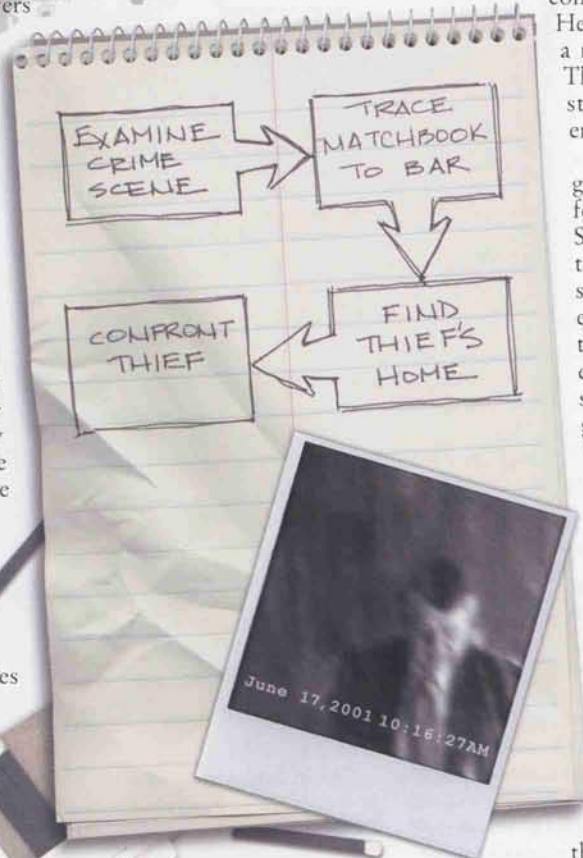 EXAMINE
CRIME
SCENE
TRACE
MATCHBOOK
TO BAR
FIND
THIEF'S
HOME
CONFRONT
THIEF
June 17,2001 10:16:27AM